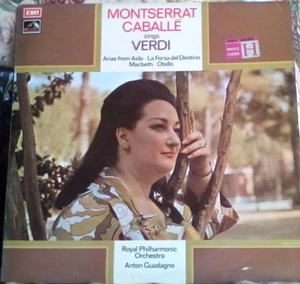 EMI
MONTSERRAT
CABALLÉ
sings
VERDI
Arias from Aida · La Forza del Destino
Macbeth · Otello
H
Royal Philharmonic
Orchestra
Anton Guadagno